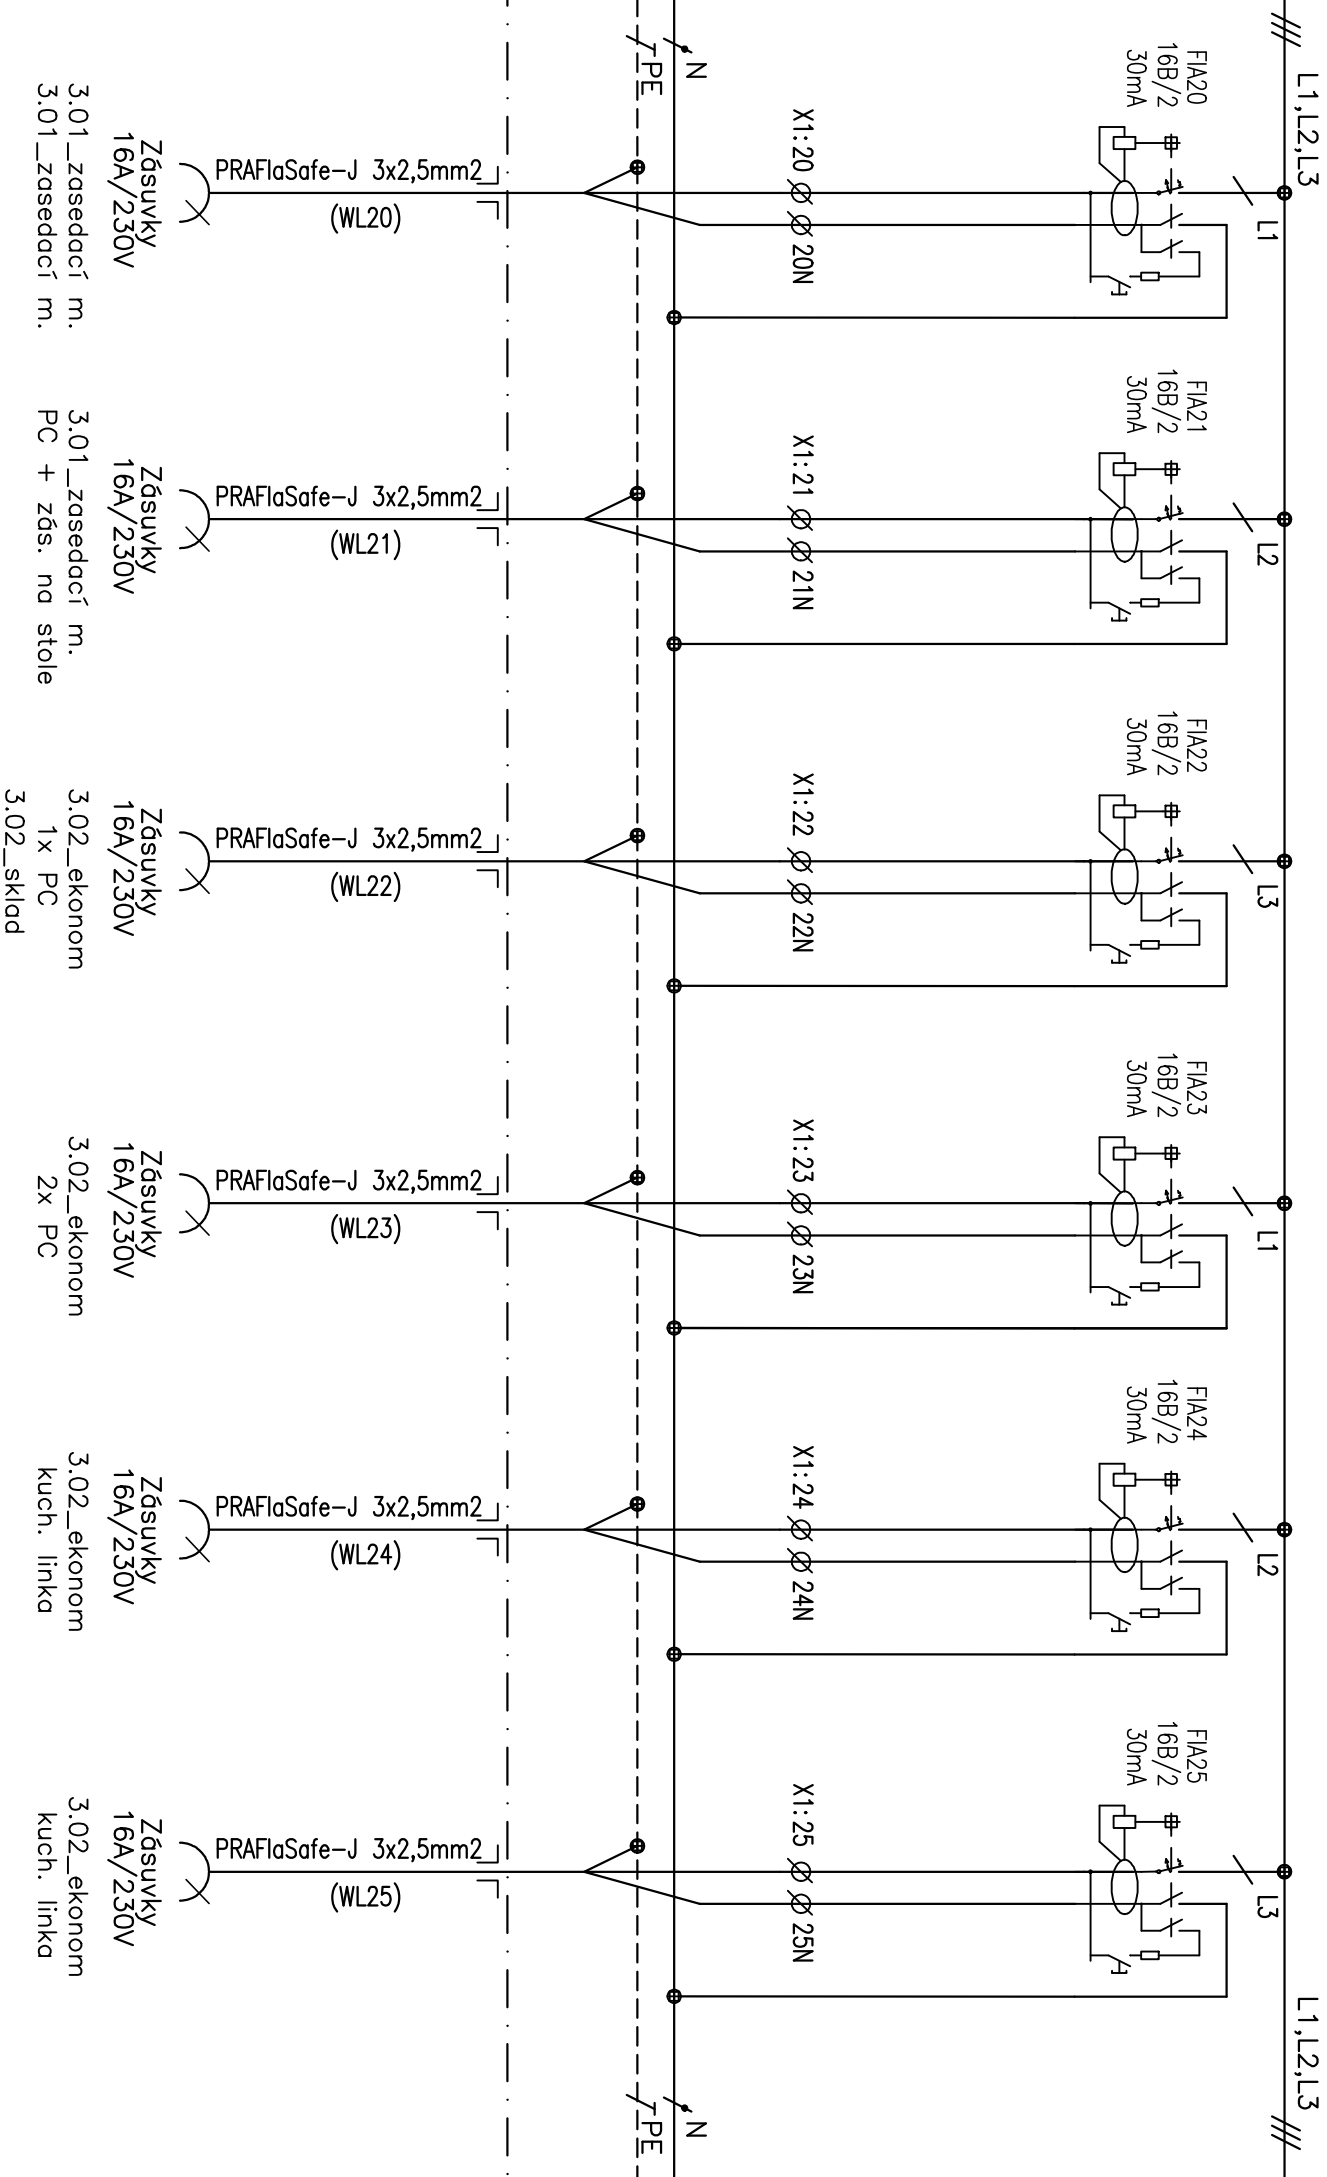 L1,L2,L3
L1,L2,L3
FIA20
16B/2
30mA
L1
FIA21
16B/2
30mA
L2
FIA22
16B/2
30mA
L3
FIA23
16B/2
30mA
L1
FIA24
16B/2
30mA
L2
FIA25
16B/2
30mA
L3
X1:20
20N
X1:21
21N
X1:22
22N
X1:23
23N
X1:24
24N
X1:25
25N
N
N
PE
PE
PRAFlaSafe-J 3x2,5mm2
(WL20)
PRAFlaSafe-J 3x2,5mm2
(WL21)
PRAFlaSafe-J 3x2,5mm2
(WL22)
PRAFlaSafe-J 3x2,5mm2
(WL23)
PRAFlaSafe-J 3x2,5mm2
(WL24)
PRAFlaSafe-J 3x2,5mm2
(WL25)
Zásuvky
16A/230V
3.01_zasedací m.
3.01_zasedací m.
Zásuvky
16A/230V
3.01_zasedací m.
PC + zás. na stole
Zásuvky
16A/230V
3.02_ekonom
1x PC
3.02_sklad
Zásuvky
16A/230V
3.02_ekonom
2x PC
Zásuvky
16A/230V
3.02_ekonom
kuch. linka
Zásuvky
16A/230V
3.02_ekonom
kuch. linka